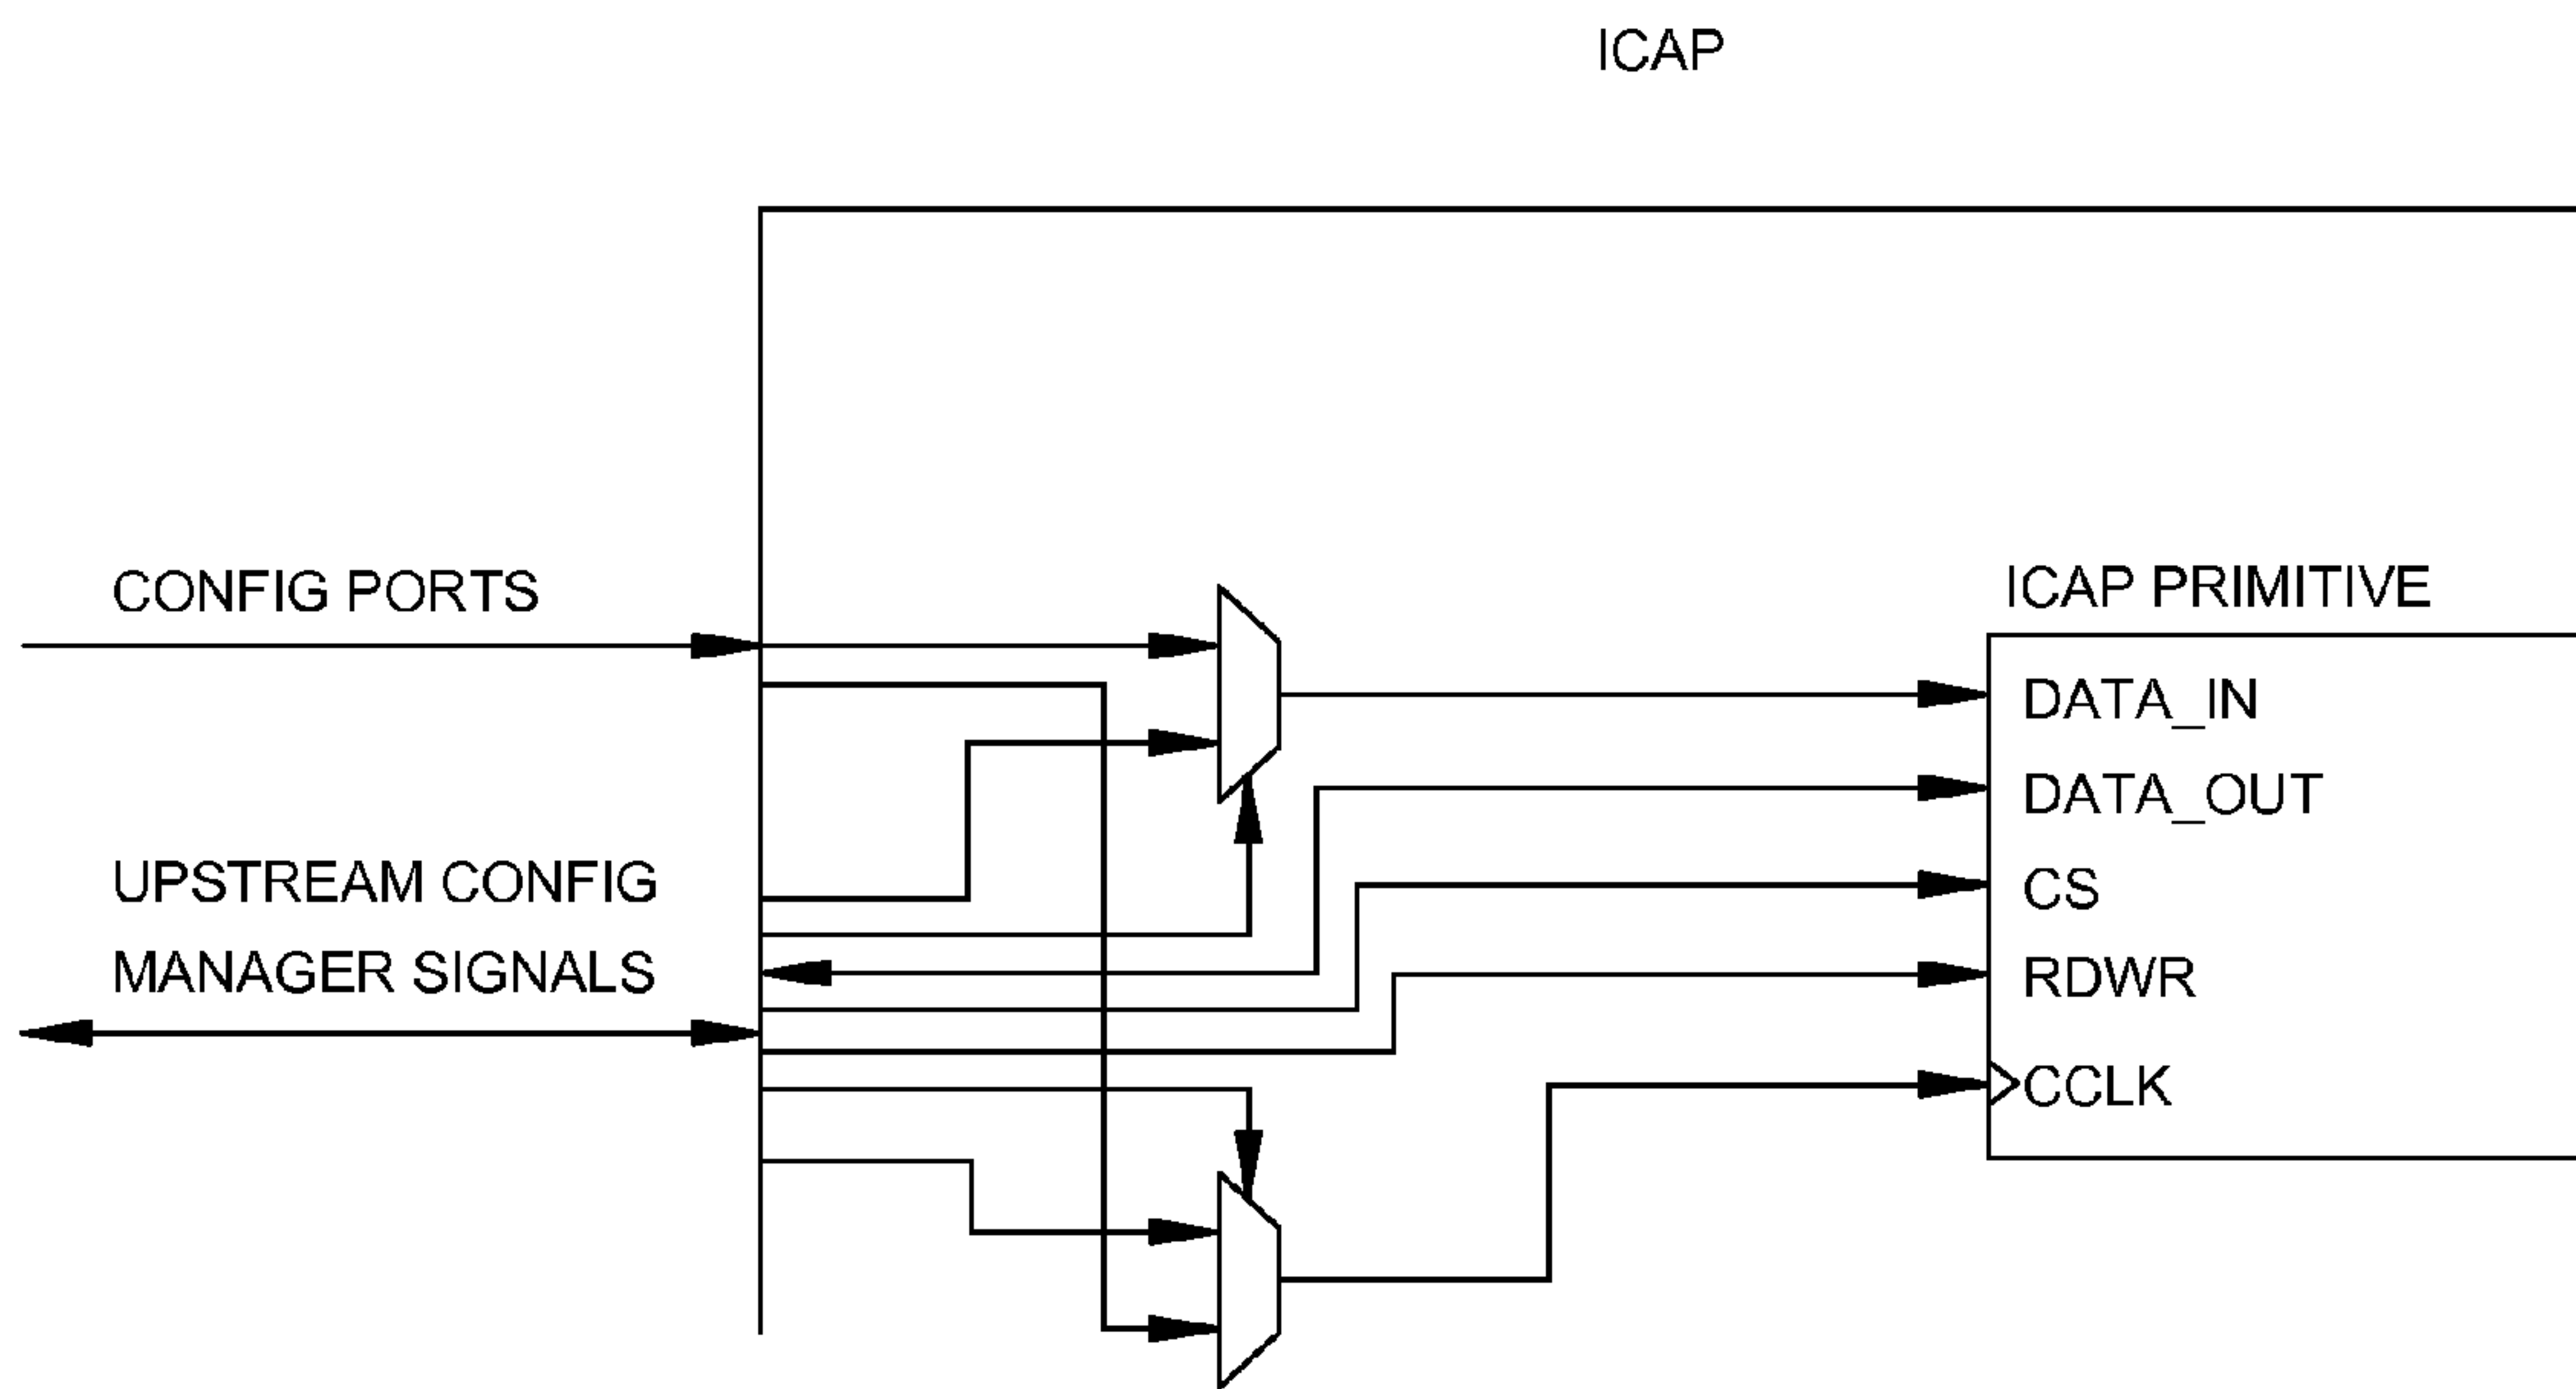 ICAP
CONFIG PORTS
ICAP PRIMITIVE
DATA_IN
DATA_OUT
UPSTREAM CONFIG
CS
MANAGER SIGNALS
RDWR
CCLK